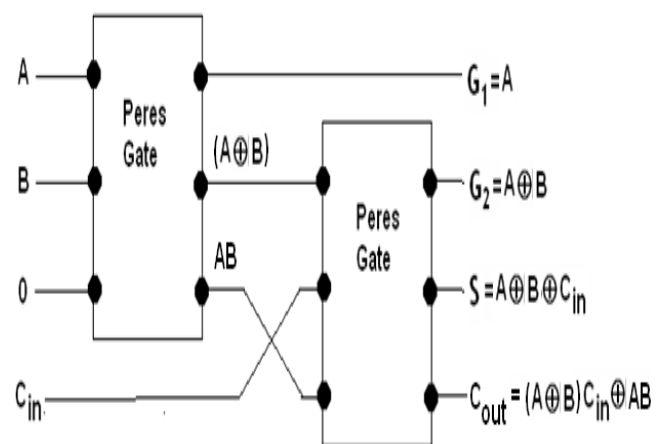 A
G₁=A
Peres
Gate
(A⊕B)
B
G₂=A⊕B
Peres
Gate
AB
0
S=A⊕B⊕Cᵢₙ
Cᵢₙ
Cₒᵤₜ=(A⊕B)Cᵢₙ⊕AB